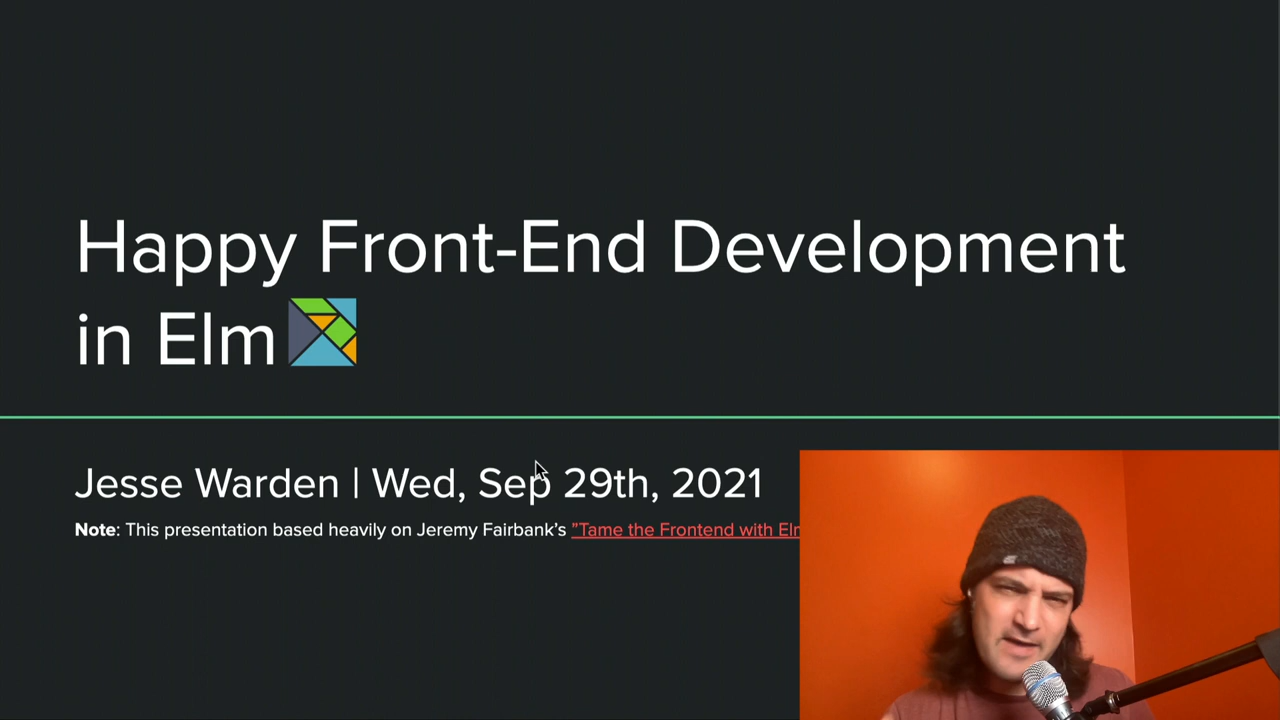 Happy Front-End Development
in Elm
Jesse Warden | Wed, Sep 29th, 2021
Note: This presentation based heavily on Jeremy Fairbank’s "Tame the Frontend with